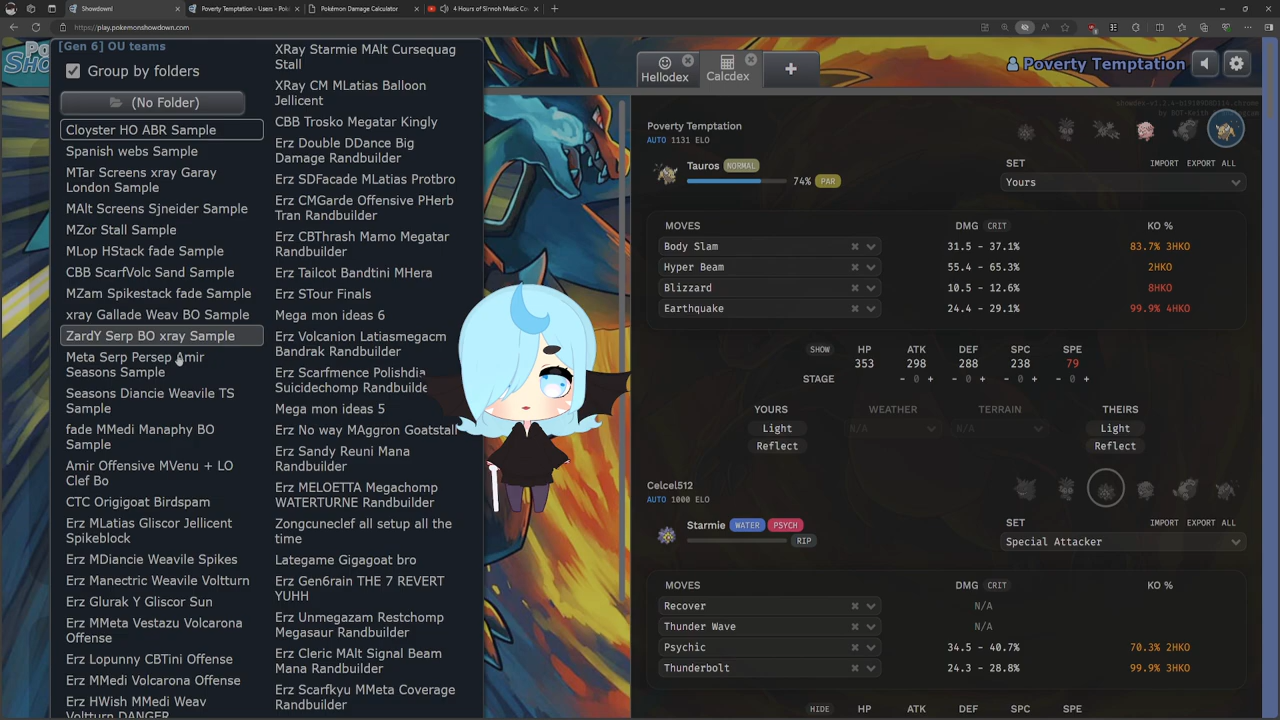 Showdown!
Poverty Temptation - Users - Pok
Pokémon Damage Calculator
4 Hours of Sinnoh Music Co
https://play.pokemonshowdown.com
[Gen 6] OU teams
Group by folders
(No Folder)
Cloyster HO ABR Sample
Spanish webs Sample
MTar Screens xray Garay
London Sample
MAlt Screens Sjneider Sample
MZor Stall Sample
MLop HStack fade Sample
CBB ScarfVolc Sand Sample
MZam Spikestack fade Sample
xray Gallade Weav BO Sample
ZardY Serp BO xray Sample
Meta Serp Persep Amir
Seasons Sample
Seasons Diancie Weavile TS
Sample
fade MMedi Manaphy BO
Sample
Amir Offensive MVenu + LO
Clef Bo
CTC Origigoat Birdspam
Erz MLatias Gliscor Jellicent
Spikeblock
Erz MDiancie Weavile Spikes
Erz Manectric Weavile Voltturn
Erz Glurak Y Gliscor Sun
Erz MMeta Vestazu Volcarona
Offense
Erz Lopunny CBTini Offense
Erz MMedi Volcarona Offense
Erz HWish MMedi Weav
Voltturn DANGER
XRay Starmie MAlt Cursequag
Stall
XRay CM MLatias Balloon
Jellicent
CBB Trosko Megatar Kingly
Erz Double DDance Big
Damage Randbuilder
Erz SDFacade MLatias Protbro
Erz CMGarde Offensive PHerb
Tran Randbuilder
Erz CBThrash Mamo Megatar
Randbuilder
Erz Tailcot Bandtini MHera
Erz STour Finals
Mega mon ideas 6
Erz Volcanion Latiasmegacm
Bandrak Randbuilder
Erz Scarfmence Polishdia
Suicidechomp Randbuilde
Mega mon ideas 5
Erz No way MAggron Goatstall
Erz Sandy Reuni Mana
Randbuilder
Erz MELOETTA Megachomp
WATERTURNE Randbuilder
Zongcuneclef all setup all the
time
Lategame Gigagoat bro
Erz Gen6rain THE 7 REVERT
YUHH
Erz Unmegazam Restchomp
Megasaur Randbuilder
Erz Cleric MAlt Signal Beam
Mana Randbuilder
Erz Scarfkyu MMeta Coverage
Randbuilder
Hellodex
Calcdex
Poverty Temptation
Poverty Temptation
AUTO 1131 ELO
Tauros NORMAL
74% PAR
SET IMPORT EXPORT ALL
Yours
MOVES DMG CRIT KO %
Body Slam 31.5 - 37.1% 83.7% 3HKO
Hyper Beam 55.4 - 65.3% 2HKO
Blizzard 10.5 - 12.6% 8HKO
Earthquake 24.4 - 29.1% 99.9% 4HKO
SHOW HP ATK DEF SPC SPE
353 298 288 238 79
STAGE - 0 + - 0 + - 0 + - 0 +
YOURS WEATHER TERRAIN THEIRS
Light N/A N/A Light
Reflect Reflect
Celcel512
AUTO 1000 ELO
Starmie WATER PSYCH
RIP
SET IMPORT EXPORT ALL
Special Attacker
MOVES DMG CRIT KO %
Recover N/A
Thunder Wave N/A
Psychic 34.5 - 40.7% 70.3% 2HKO
Thunderbolt 24.3 - 28.8% 99.9% 3HKO
HIDE HP ATK DEF SPC SPE